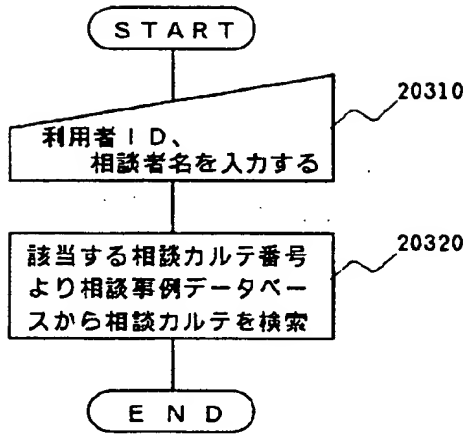 START
20310
利用者ID、
相談者名を入力する
20320
該当する相談カルテ番号
より相談事例データベー
スから相談カルテを検索
END